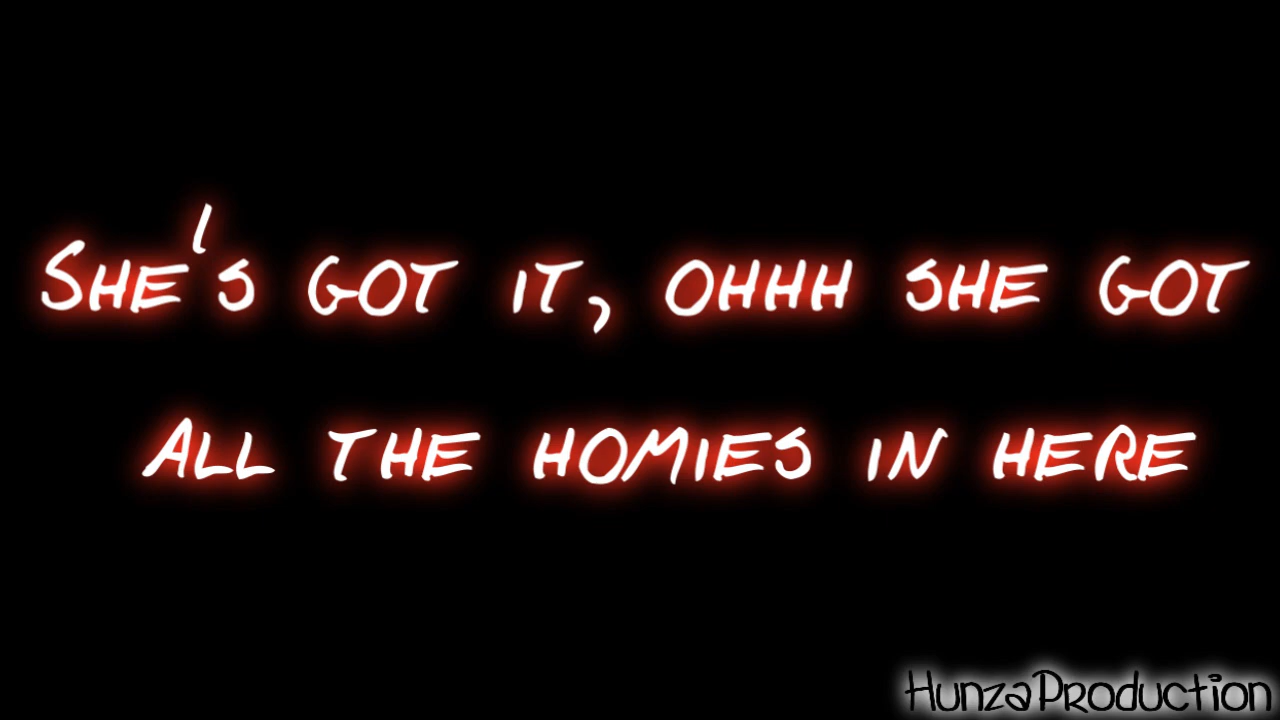 She's got it, ohhh she got
All the homies in here
HunzaProduction